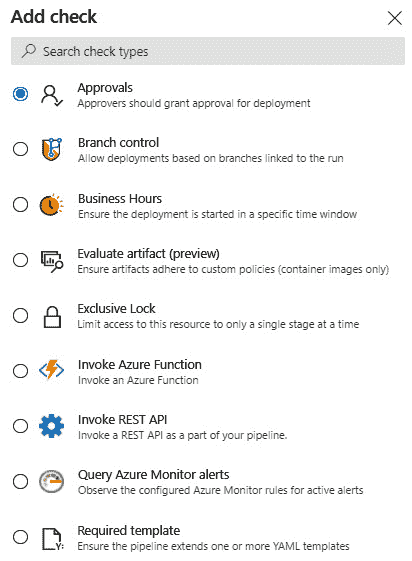 Add check
Search check types
Approvals
Approvers should grant approval for deployment
Branch control
Allow deployments based on branches linked to the run
Business Hours
Ensure the deployment is started in a specific time window
Evaluate artifact (preview)
Ensure artifacts adhere to custom policies (container images only)
Exclusive Lock
Limit access to this resource to only a single stage at a time
Invoke Azure Function
Invoke an Azure Function
Invoke REST API
Invoke a REST API as a part of your pipeline.
Query Azure Monitor alerts
Observe the configured Azure Monitor rules for active alerts
Required template
Ensure the pipeline extends one or more YAML templates